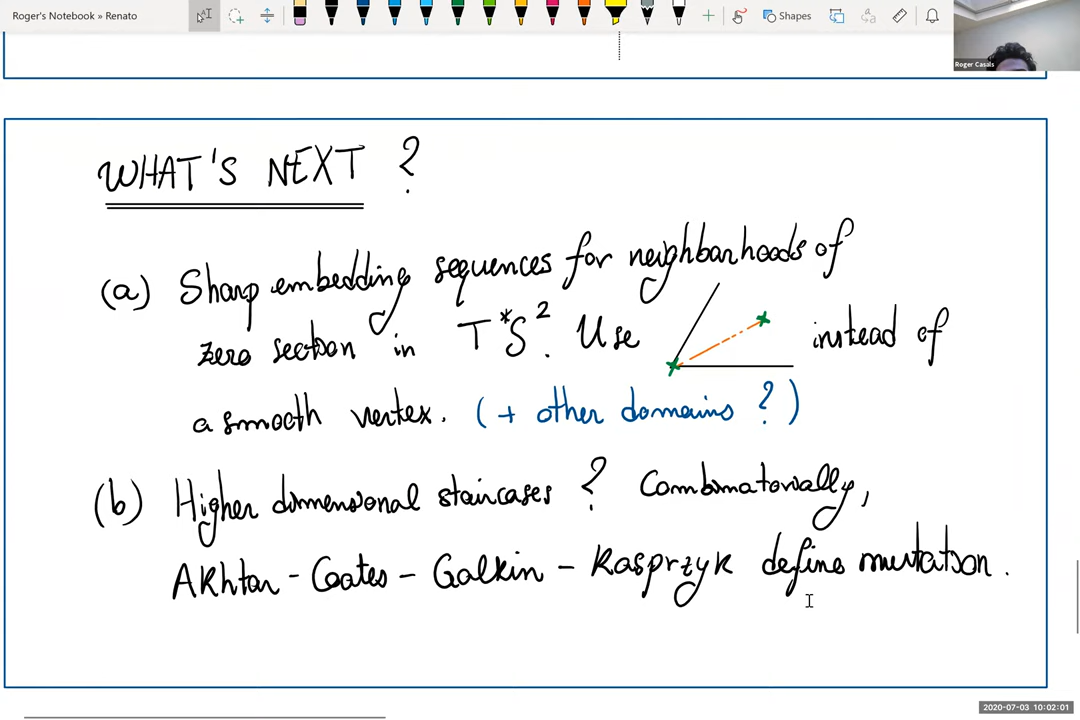 Roger's Notebook » Renato
Shapes
Roger Casals
WHAT'S NEXT ?
(a) Sharp embedding sequences for neighborhoods of
zero section in T*S². Use instead of
a smooth vertex. (+ other domains ?)
(b) Higher dimensional staircases ? Combinatorially,
Akhtar - Coates - Galkin - Kasprzyk define mutation.
2020-07-03 10:02:01